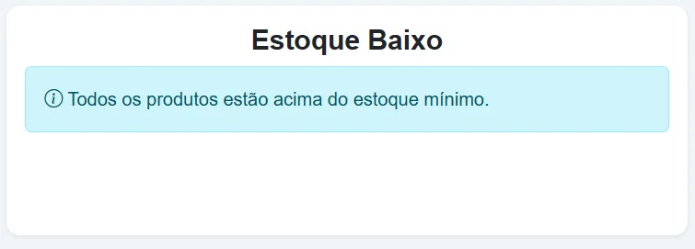 Estoque Baixo
Todos os produtos estão acima do estoque mínimo.